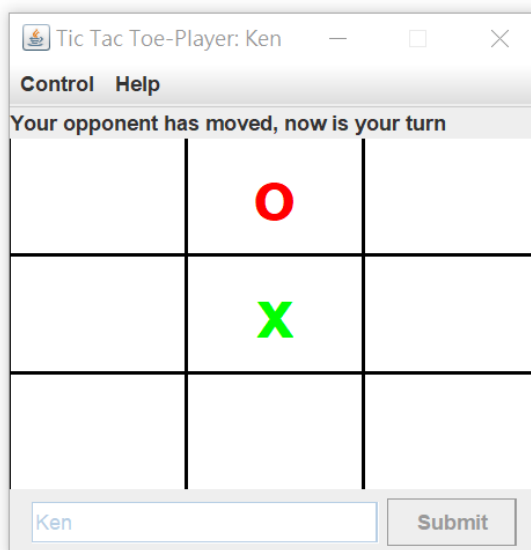 Tic Tac Toe-Player: Ken
Control Help
Your opponent has moved, now is your turn
O
X
Ken Submit